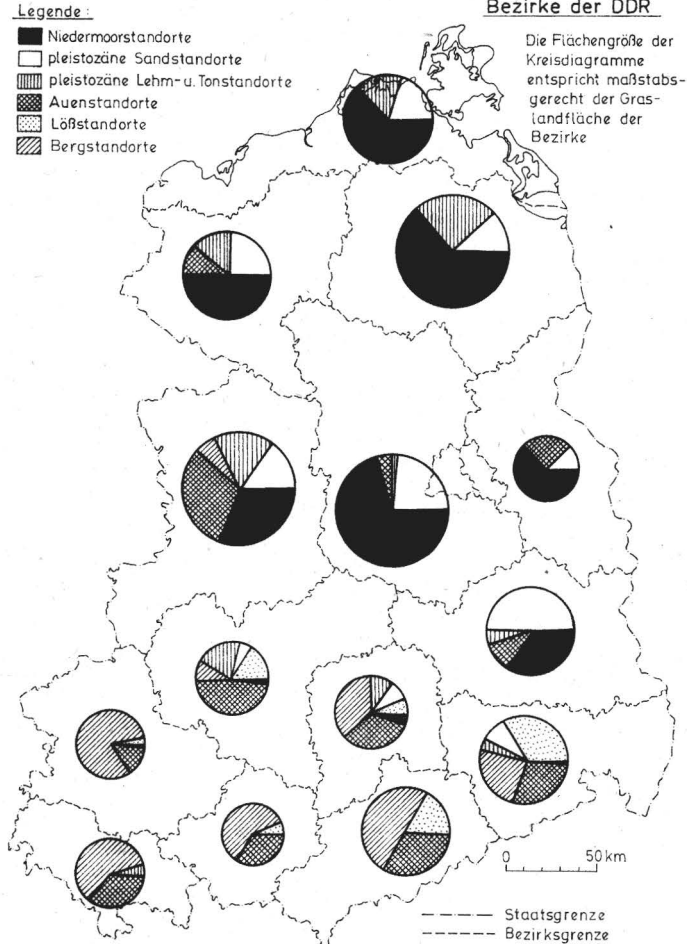 Legende:
Niedermoorstandorte
pleistozäne Sandstandorte
pleistozäne Lehm-u. Tonstandorte
Auenstandorte
Lößstandorte
Bergstandorte
Bezirke der DDR
Die Flächengröße der
Kreisdiagramme
entspricht maßstabs-
gerecht der Gras-
landfläche der
Bezirke
0 50 km
Staatsgrenze
Bezirksgrenze